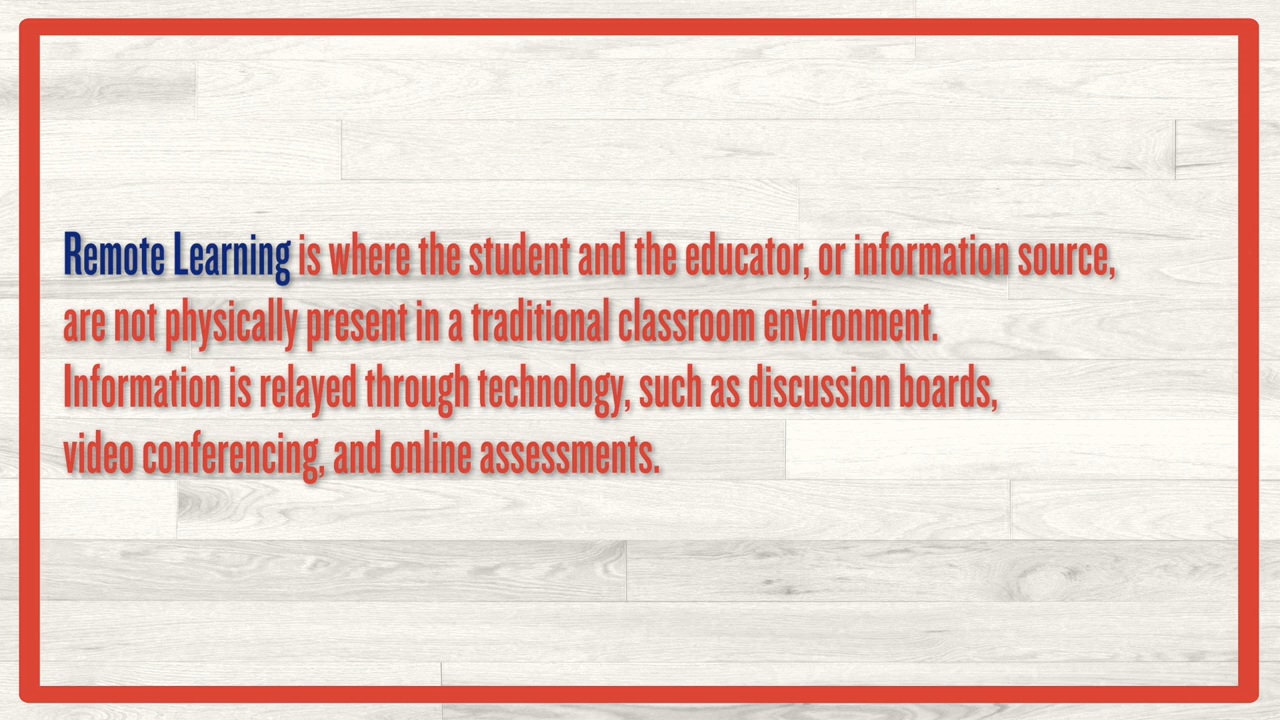 Remote Learning is where the student and the educator, or information source,
are not physically present in a traditional classroom environment.
Information is relayed through technology, such as discussion boards,
video conferencing, and online assessments.